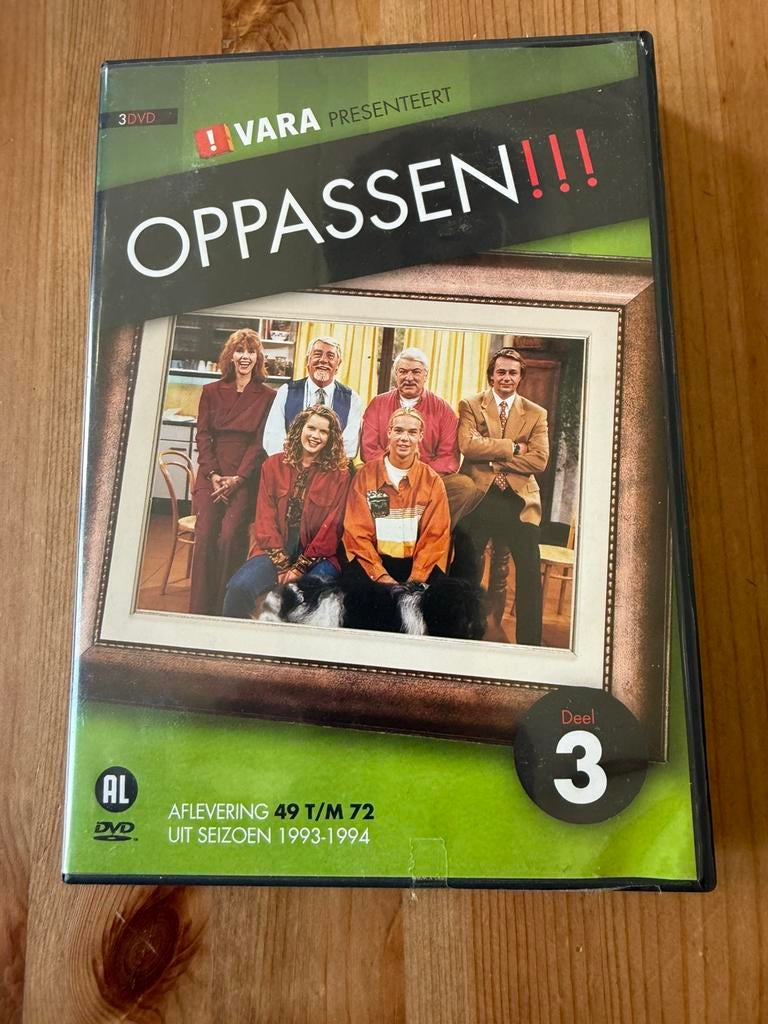 3DVD
! VARA PRESENTEERT
OPPASSEN!!!
Deel
3
AL
DVD
AFLEVERING 49 T/M 72
UIT SEIZOEN 1993-1994